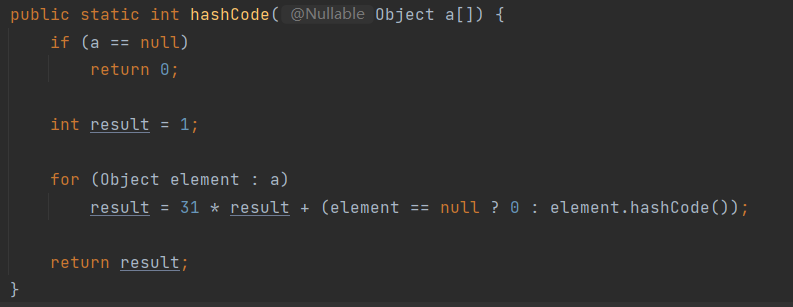 public static int hashCode( @Nullable Object a[]) {
if (a == null)
return 0;
int result = 1;
for (Object element : a)
result = 31 * result + (element == null ? 0 : element.hashCode());
return result;
}